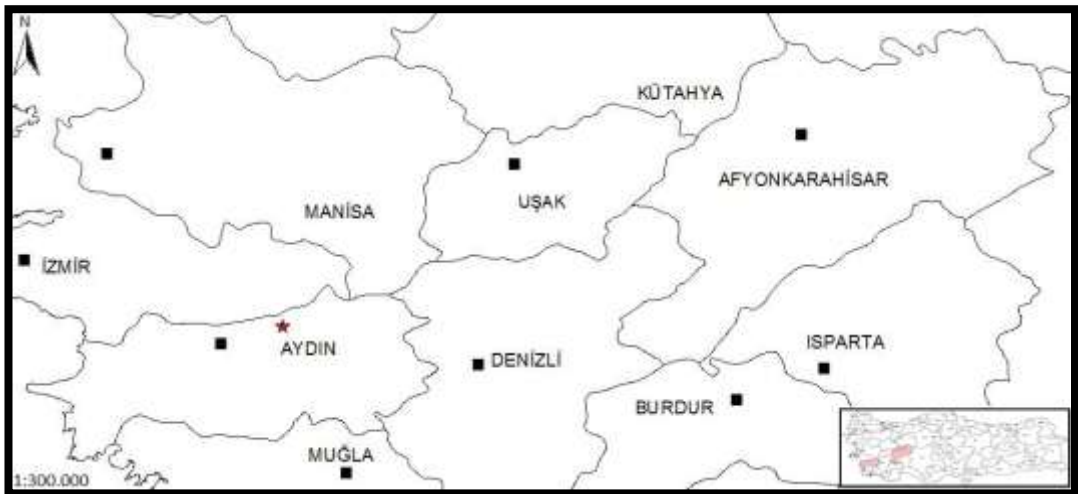 N
KÜTAHYA
AFYONKARAHİSAR
UŞAK
MANİSA
İZMİR
AYDIN
ISPARTA
DENİZLİ
BURDUR
MUĞLA
1:300.000